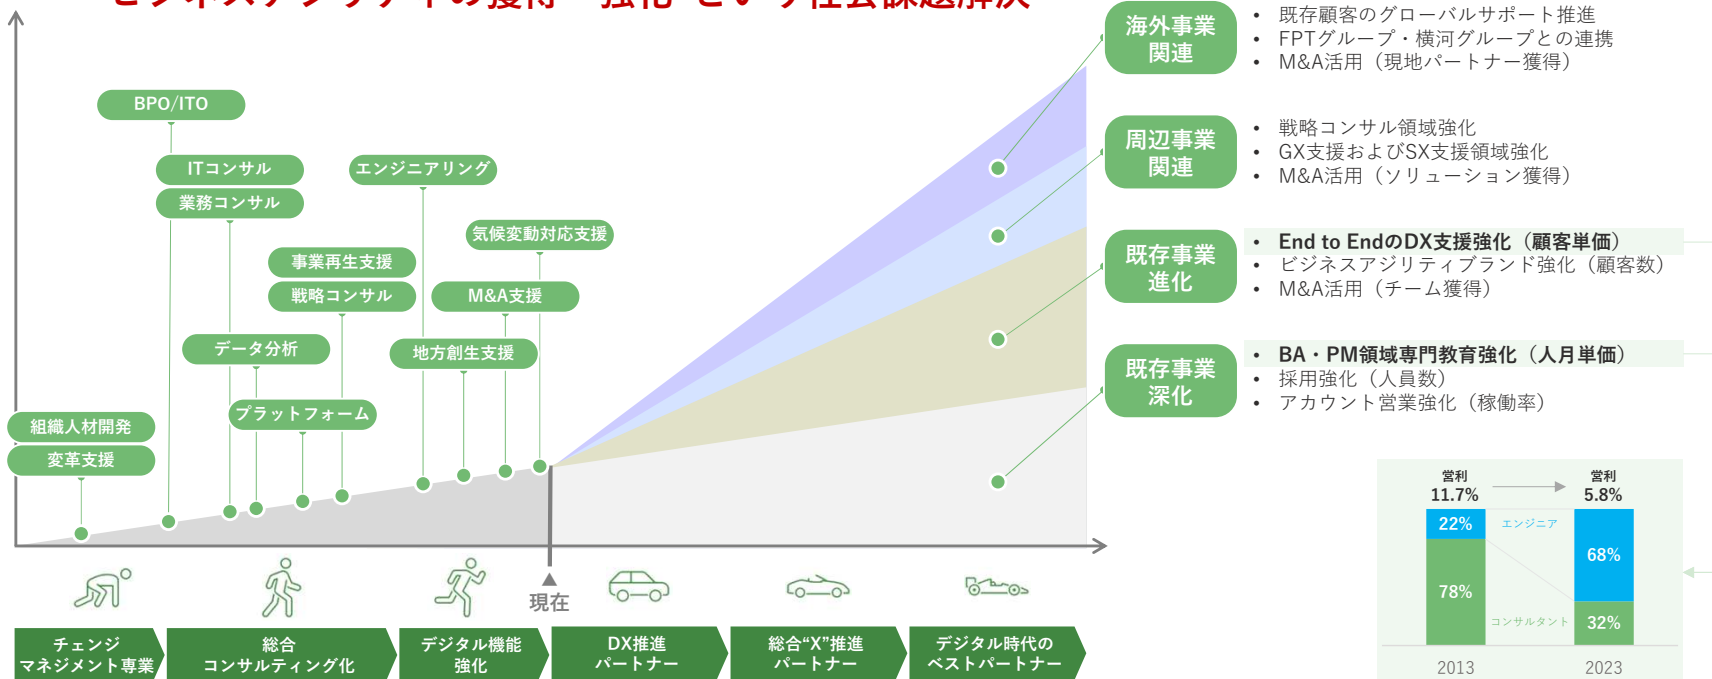 海外事業
関連
• 既存顧客のグローバルサポート推進
• FPTグループ・横河グループとの連携
• M&A活用（現地パートナー獲得）
周辺事業
関連
• 戦略コンサル領域強化
• GX支援およびSX支援領域強化
• M&A活用（ソリューション獲得）
既存事業
進化
• End to EndのDX支援強化（顧客単価）
• ビジネスアジリティブランド強化（顧客数）
• M&A活用（チーム獲得）
既存事業
深化
• BA・PM領域専門教育強化（人月単価）
• 採用強化（人員数）
• アカウント営業強化（稼働率）
BPO/ITO
ITコンサル
業務コンサル
エンジニアリング
気候変動対応支援
事業再生支援
戦略コンサル
M&A支援
データ分析
地方創生支援
プラットフォーム
組織人材開発
変革支援
現在
チェンジ
マネジメント専業
総合
コンサルティング化
デジタル機能
強化
DX推進
パートナー
総合“X”推進
パートナー
デジタル時代の
ベストパートナー
営利
11.7%
営利
5.8%
22%
エンジニア
68%
78%
コンサルタント
32%
2013
2023